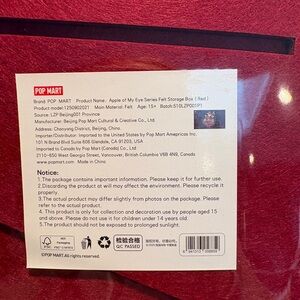 POP MART
Brand: POP MART Product Name: Apple of My Eye Series Felt Storage Box (Red)
Product model: 1250902021 Main Material: Felt Age: 15+ Batch:
Source: LZP Beijing001 Province
Manufacturer: Beijing Pop Mart Cultural & Creative Co., Ltd.
Address: Chaoyang District, Beijing, China.
Importer/Distributor: Imported to the United States by Pop Mart Americas Inc.
101 N Brand Blvd Suite 808 Glendale, CA 91203, USA
Imported to Canada by Pop Mart (Canada) Ltd
2110-650 West Georgia Street, Vancouver, British Columbia V6B 4N9, Canada
www.popmart.com Made in China
Notice:
1.The package contains important information. Please keep it for further use.
2.Discarding the product at will may affect the environment. Please recycle it
properly.
3.The actual product may differ slightly from photos on the package. Please
refer to the actual product.
4. This product is only for collection and decoration use by people aged 15
and above. Please do not use for children under 14 years old.
5.The product should not be exposed to prolonged sunlight.
MIX
Packaging
FSC
检验合格
QC PASSED
©POP MART. All rights reserved.